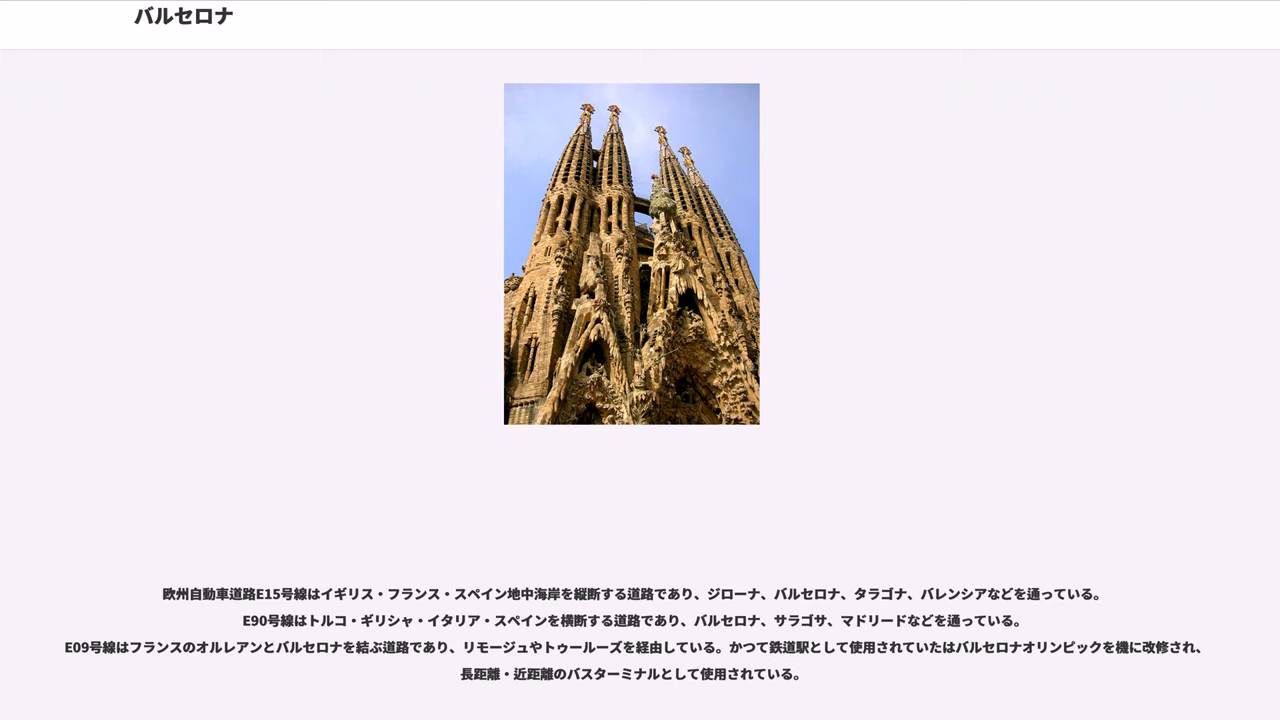 バルセロナ
欧州自動車道路E15号線はイギリス・フランス・スペイン地中海岸を縦断する道路であり、ジローナ、バルセロナ、タラゴナ、バレンシアなどを通っている。
E90号線はトルコ・ギリシャ・イタリア・スペインを横断する道路であり、バルセロナ、サラゴサ、マドリードなどを通っている。
E09号線はフランスのオルレアンとバルセロナを結ぶ道路であり、リモージュやトゥールーズを経由している。かつて鉄道駅として使用されていたはバルセロナオリンピックを機に改修され、
長距離・近距離のバスターミナルとして使用されている。